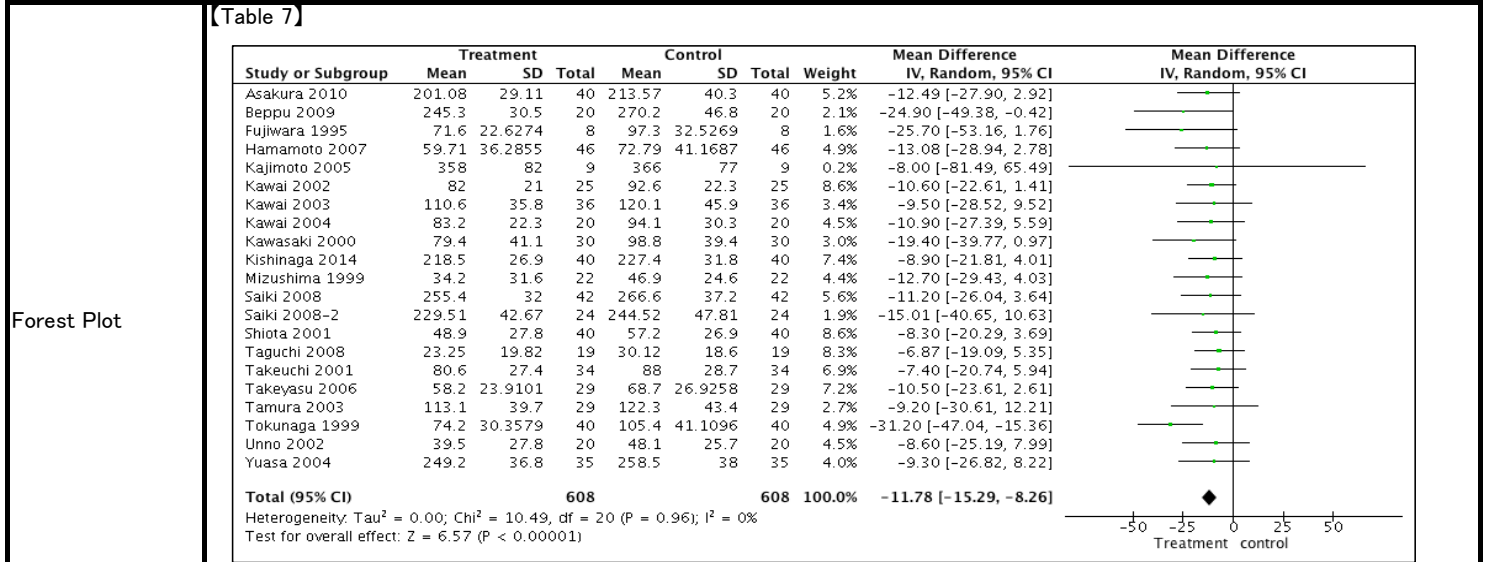 【Table 7】
Treatment Control Mean Difference Mean Difference
Study or Subgroup Mean SD Total Mean SD Total Weight IV, Random, 95% CI IV, Random, 95% CI
Asakura 2010 201.08 29.11 40 213.57 40.3 40 5.2% -12.49 [-27.90, 2.92]
Beppu 2009 245.3 30.5 20 270.2 46.8 20 2.1% -24.90 [-49.38, -0.42]
Fujiwara 1995 71.6 22.6274 8 97.3 32.5269 8 1.6% -25.70 [-53.16, 1.76]
Hamamoto 2007 59.71 36.2855 46 72.79 41.1687 46 4.9% -13.08 [-28.94, 2.78]
Kajimoto 2005 358 82 9 366 77 9 0.2% -8.00 [-81.49, 65.49]
Kawai 2002 82 21 25 92.6 22.3 25 8.6% -10.60 [-22.61, 1.41]
Kawai 2003 110.6 35.8 36 120.1 45.9 36 3.4% -9.50 [-28.52, 9.52]
Kawai 2004 83.2 22.3 20 94.1 30.3 20 4.5% -10.90 [-27.39, 5.59]
Kawasaki 2000 79.4 41.1 30 98.8 39.4 30 3.0% -19.40 [-39.77, 0.97]
Kishinaga 2014 218.5 26.9 40 227.4 31.8 40 7.4% -8.90 [-21.81, 4.01]
Mizushima 1999 34.2 31.6 22 46.9 24.6 22 4.4% -12.70 [-29.43, 4.03]
Saiki 2008 255.4 32 42 266.6 37.2 42 5.6% -11.20 [-26.04, 3.64]
Saiki 2008-2 229.51 42.67 24 244.52 47.81 24 1.9% -15.01 [-40.65, 10.63]
Forest Plot
Shiota 2001 48.9 27.8 40 57.2 26.9 40 8.6% -8.30 [-20.29, 3.69]
Taguchi 2008 23.25 19.82 19 30.12 18.6 19 8.3% -6.87 [-19.09, 5.35]
Takeuchi 2001 80.6 27.4 34 88 28.7 34 6.9% -7.40 [-20.74, 5.94]
Takeyasu 2006 58.2 23.9101 29 68.7 26.9258 29 7.2% -10.50 [-23.61, 2.61]
Tamura 2003 113.1 39.7 29 122.3 43.4 29 2.7% -9.20 [-30.61, 12.21]
Tokunaga 1999 74.2 30.3579 40 105.4 41.1096 40 4.9% -31.20 [-47.04, -15.36]
Unno 2002 39.5 27.8 20 48.1 25.7 20 4.5% -8.60 [-25.19, 7.99]
Yuasa 2004 249.2 36.8 35 258.5 38 35 4.0% -9.30 [-26.82, 8.22]
Total (95% CI) 608 608 100.0% -11.78 [-15.29, -8.26]
Heterogeneity: Tau² = 0.00; Chi² = 10.49, df = 20 (P = 0.96); I² = 0%
Test for overall effect: Z = 6.57 (P < 0.00001)
-50 -25 0 25 50
Treatment control